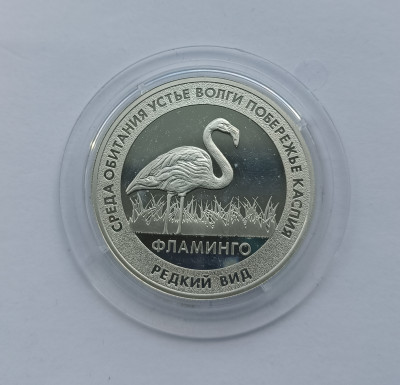 СРЕДА ОБИТАНИЯ УСТЬЕ ВОЛГИ ПОБЕРЕЖЬЕ КАСПИЯ
ФЛАМИНГО
РЕДКИЙ ВИД